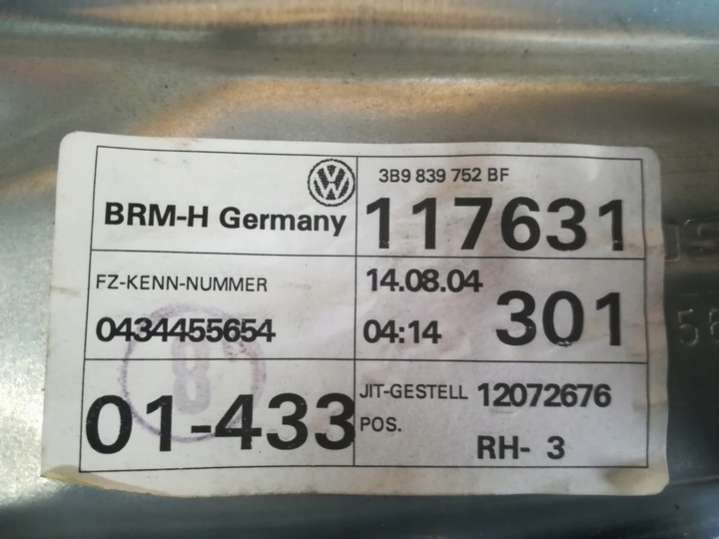 3B9 839 752 BF
BRM-H Germany
117631
FZ-KENN-NUMMER
14.08.04
0434455654
04:14
301
8
01-433
JIT-GESTELL 12072676
POS.
RH- 3